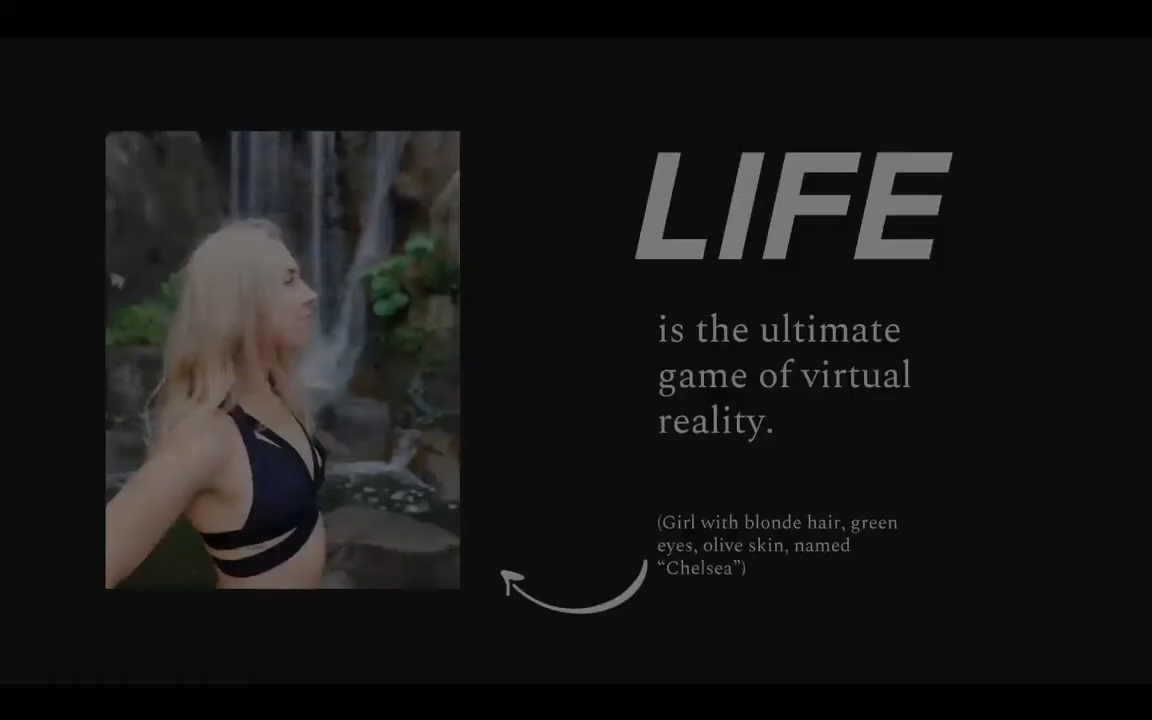 LIFE
is the ultimate
game of virtual
reality.
(Girl with blonde hair, green
eyes, olive skin, named
“Chelsea”)